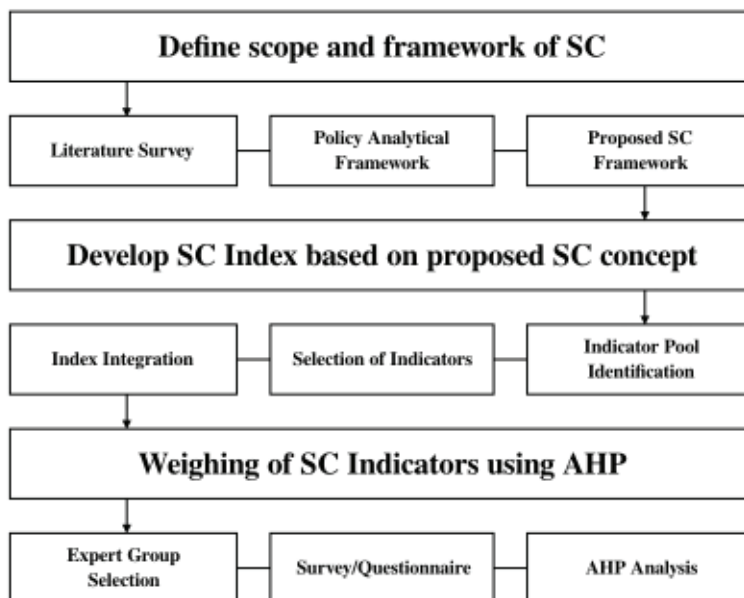 Define scope and framework of SC
Literature Survey
Policy Analytical
Framework
Proposed SC
Framework
Develop SC Index based on proposed SC concept
Index Integration
Selection of Indicators
Indicator Pool
Identification
Weighing of SC Indicators using AHP
Expert Group
Selection
Survey/Questionnaire
AHP Analysis